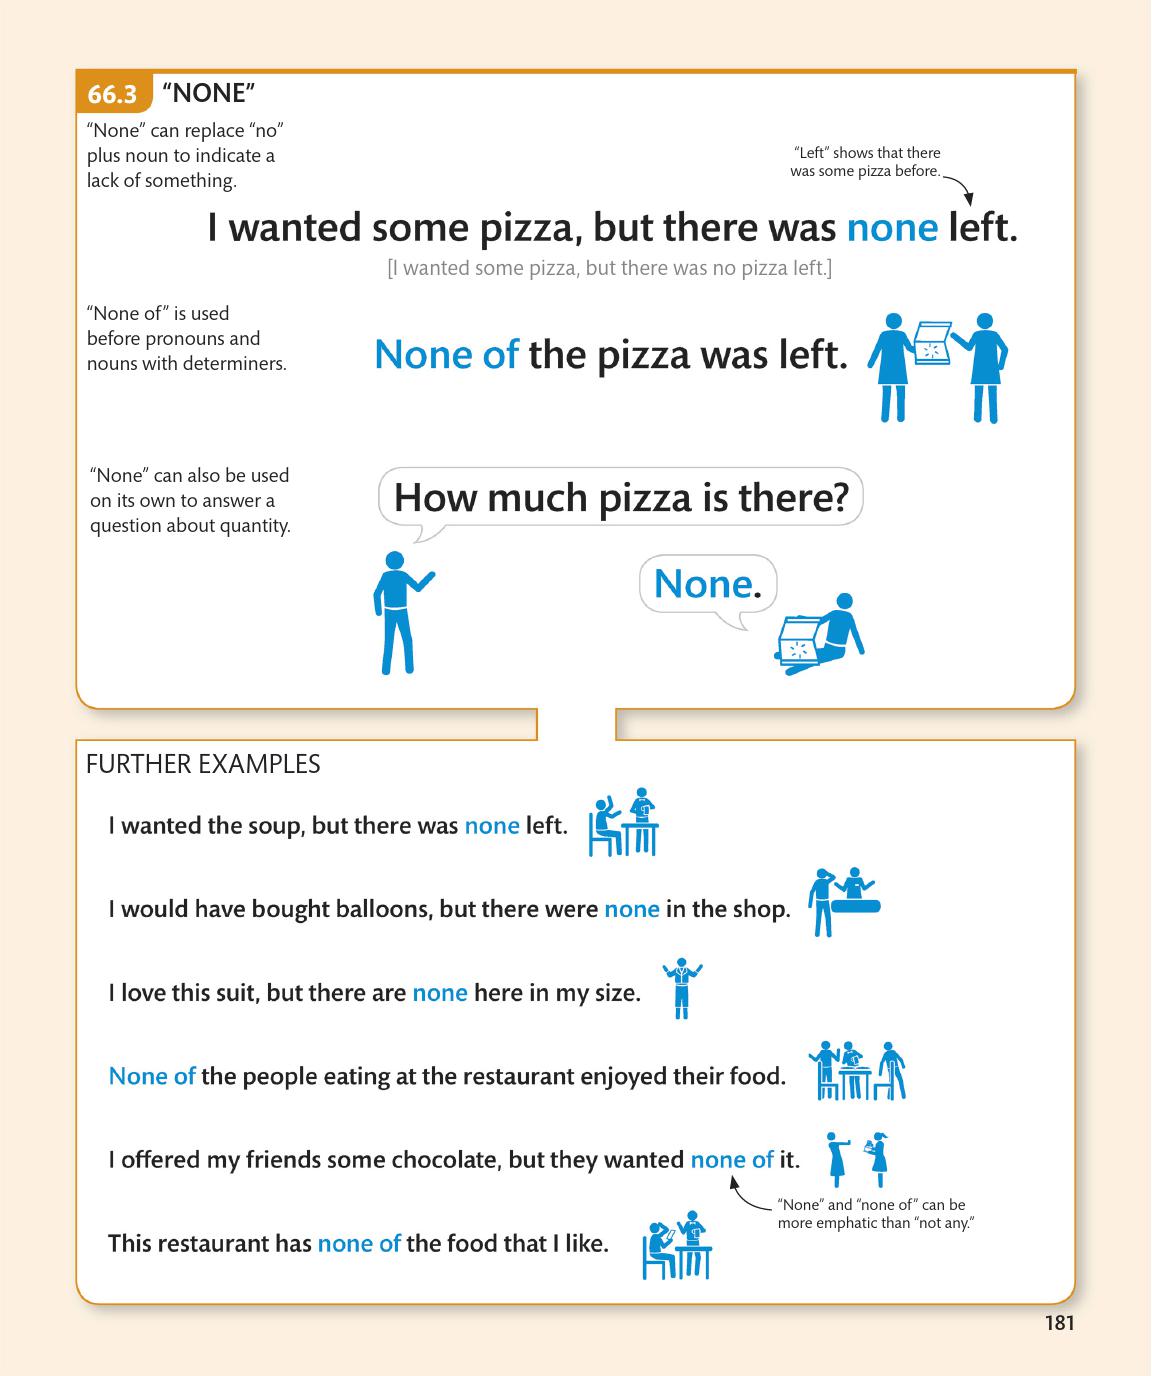 66.3 “NONE”
“None” can replace “no”
plus noun to indicate a
lack of something.
“Left” shows that there
was some pizza before.
I wanted some pizza, but there was none left.
[I wanted some pizza, but there was no pizza left.]
“None of” is used
before pronouns and
nouns with determiners.
None of the pizza was left.
“None” can also be used
on its own to answer a
question about quantity.
How much pizza is there?
None.
FURTHER EXAMPLES
I wanted the soup, but there was none left.
I would have bought balloons, but there were none in the shop.
I love this suit, but there are none here in my size.
None of the people eating at the restaurant enjoyed their food.
I offered my friends some chocolate, but they wanted none of it.
“None” and “none of” can be
more emphatic than “not any.”
This restaurant has none of the food that I like.
181